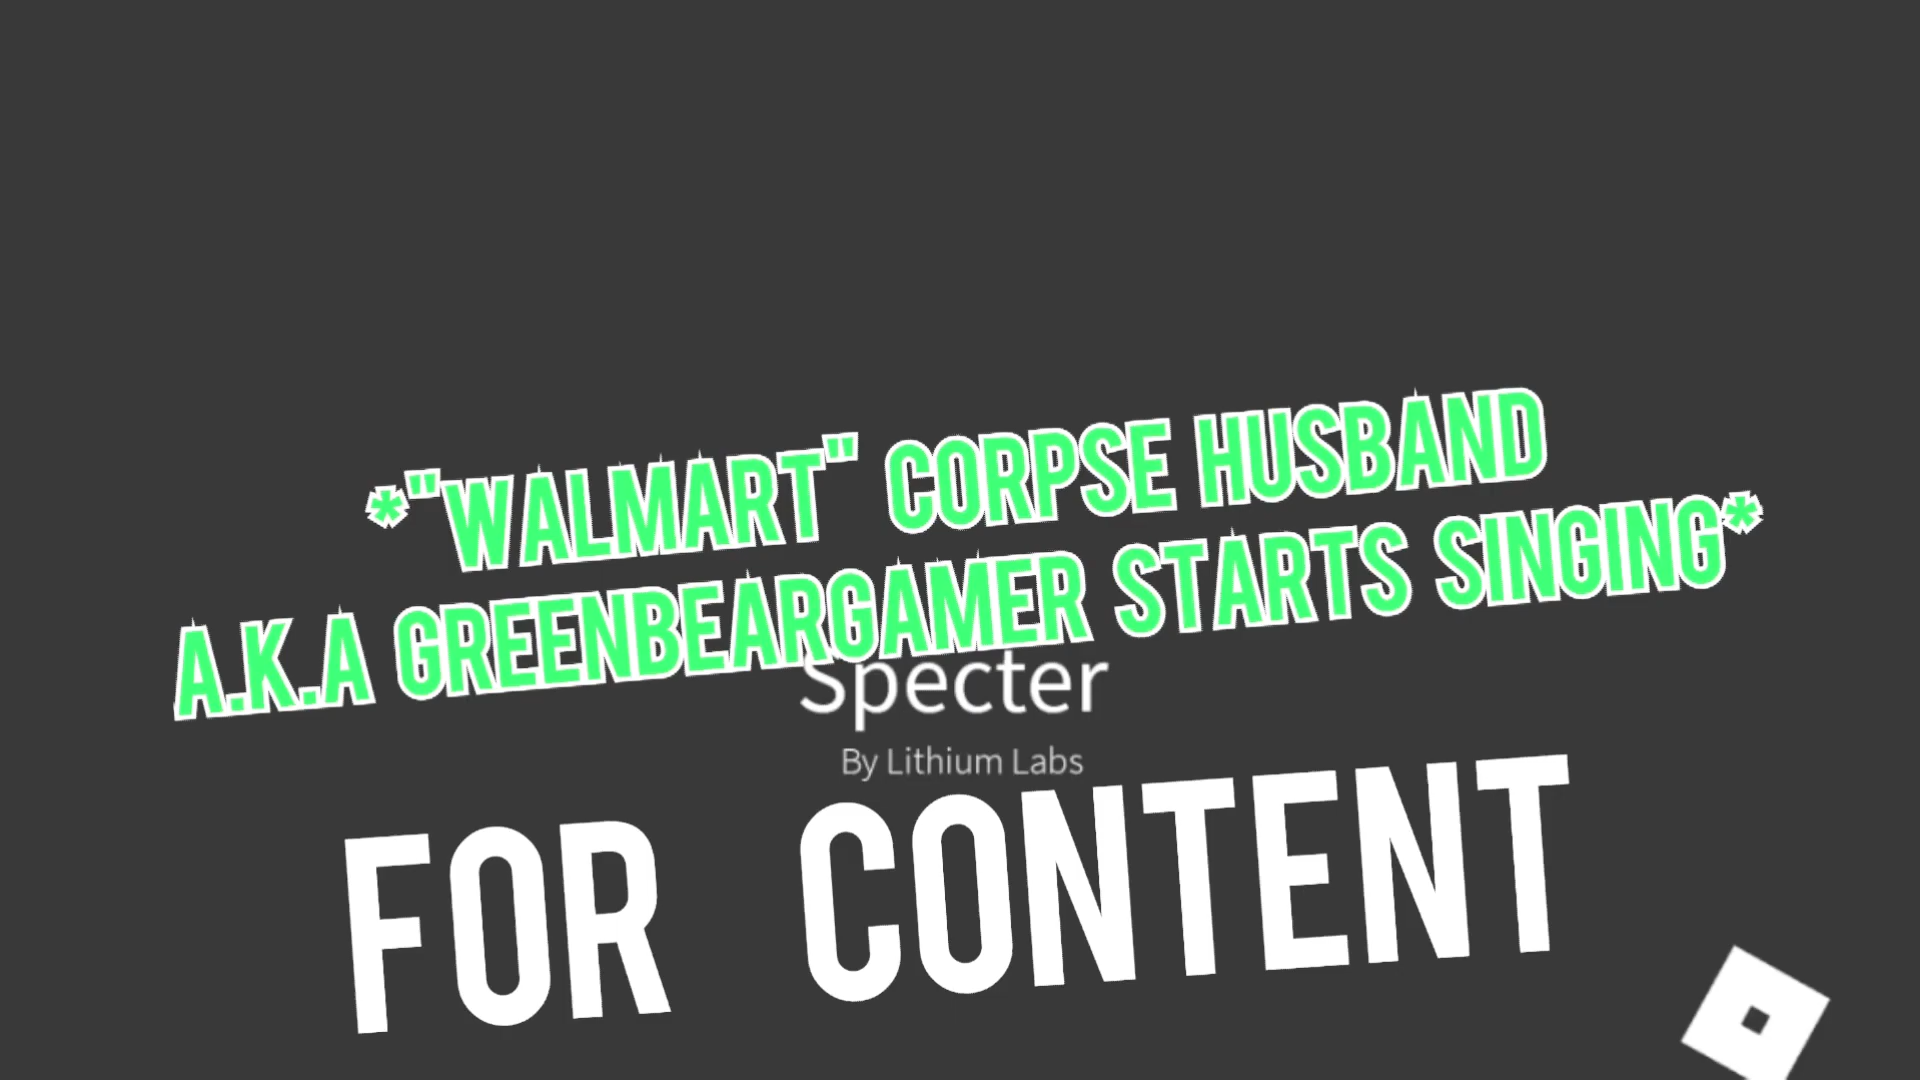 *"WALMART" CORPSE HUSBAND
A.K.A GREENBEARGAMER STARTS SINGING*
Specter
By Lithium Labs
FOR CONTENT